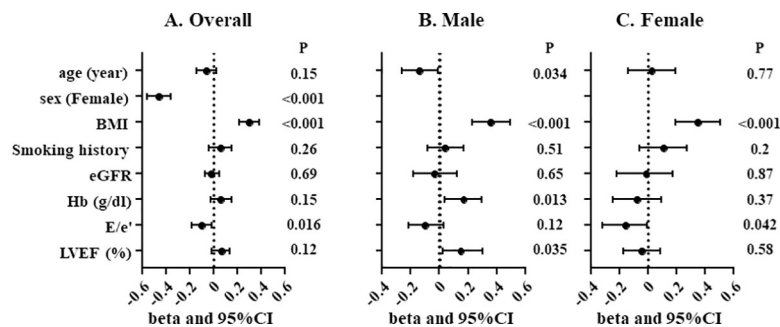 A. Overall B. Male C. Female
P P P
age (year) 0.15 0.034 0.77
sex (Female) <0.001
BMI <0.001 <0.001 <0.001
Smoking history 0.26 0.51 0.2
eGFR 0.69 0.65 0.87
Hb (g/dl) 0.15 0.013 0.37
E/e' 0.016 0.12 0.042
LVEF (%) 0.12 0.035 0.58
-0.6 -0.4 -0.2 0 0.2 0.4 0.6 -0.4 -0.2 0 0.2 0.4 0.6 -0.4 -0.2 0 0.2 0.4 0.6
beta and 95%CI beta and 95%CI beta and 95%CI